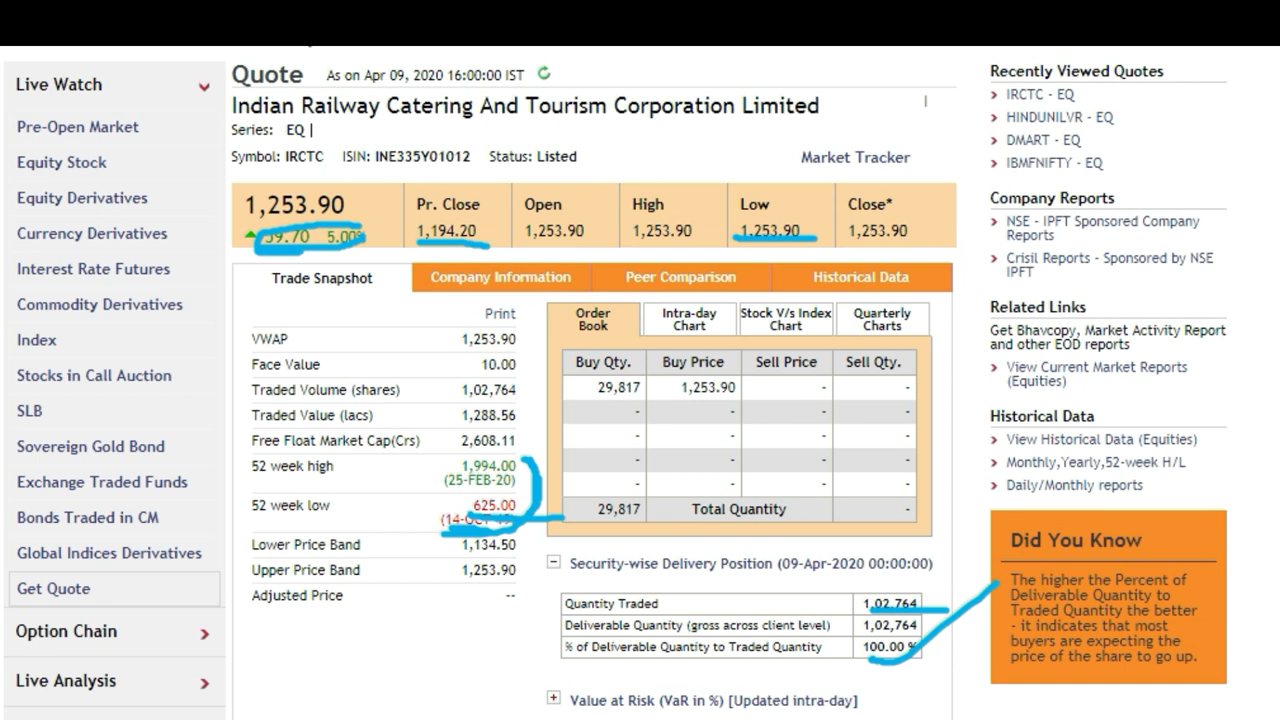 Live Watch
Pre-Open Market
Equity Stock
Equity Derivatives
Currency Derivatives
Interest Rate Futures
Commodity Derivatives
Index
Stocks in Call Auction
SLB
Sovereign Gold Bond
Exchange Traded Funds
Bonds Traded in CM
Global Indices Derivatives
Get Quote
Option Chain
Live Analysis
Quote As on Apr 09, 2020 16:00:00 IST
Indian Railway Catering And Tourism Corporation Limited
Series: EQ |
Symbol: IRCTC ISIN: INE335Y01012 Status: Listed Market Tracker
1,253.90 Pr. Close Open High Low Close*
59.70 5.00% 1,194.20 1,253.90 1,253.90 1,253.90 1,253.90
Trade Snapshot Company Information Peer Comparison Historical Data
Print
VWAP 1,253.90
Face Value 10.00
Traded Volume (shares) 1,02,764
Traded Value (lacs) 1,288.56
Free Float Market Cap(Crs) 2,608.11
52 week high 1,994.00
(25-FEB-20)
52 week low 625.00
(14-OCT-19)
Lower Price Band 1,134.50
Upper Price Band 1,253.90
Adjusted Price --
Order Intra-day Stock V/s Index Quarterly
Book Chart Chart Charts
Buy Qty. Buy Price Sell Price Sell Qty.
29,817 1,253.90 - -
- - - -
- - - -
- - - -
- - - -
29,817 Total Quantity -
Security-wise Delivery Position (09-Apr-2020 00:00:00)
Quantity Traded 1,02,764
Deliverable Quantity (gross across client level) 1,02,764
% of Deliverable Quantity to Traded Quantity 100.00 %
Value at Risk (VaR in %) [Updated intra-day]
Recently Viewed Quotes
IRCTC - EQ
HINDUNILVR - EQ
DMART - EQ
IBMFNIFTY - EQ
Company Reports
NSE - IPFT Sponsored Company
Reports
Crisil Reports - Sponsored by NSE
IPFT
Related Links
Get Bhavcopy, Market Activity Report
and other EOD reports
View Current Market Reports
(Equities)
Historical Data
View Historical Data (Equities)
Monthly,Yearly,52-week H/L
Daily/Monthly reports
Did You Know
The higher the Percent of
Deliverable Quantity to
Traded Quantity the better
- it indicates that most
buyers are expecting the
price of the share to go up.